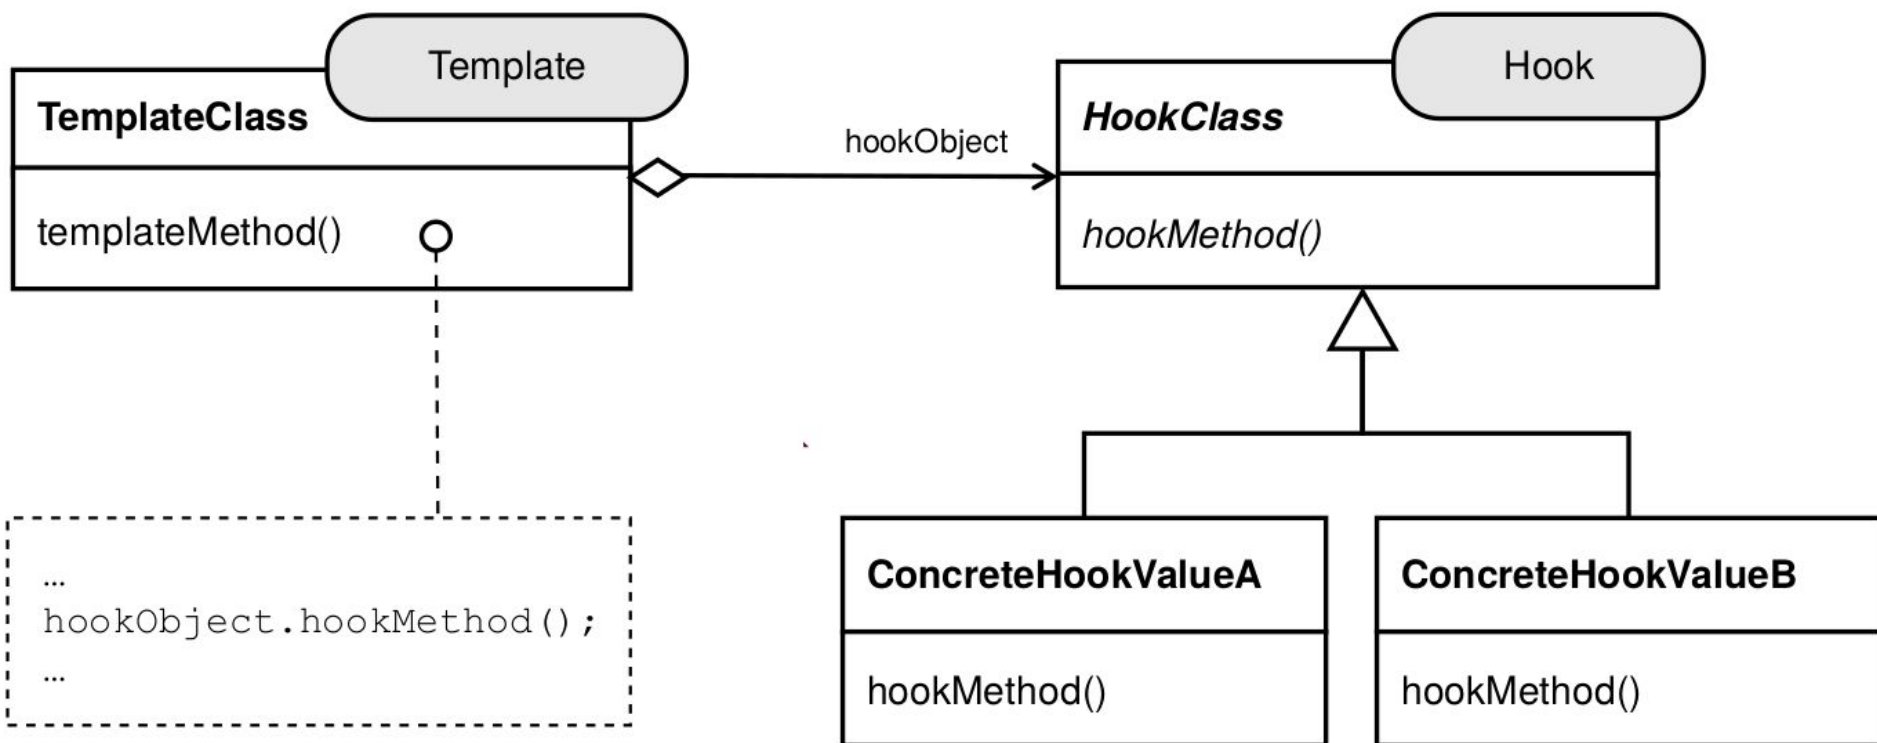 Template
TemplateClass
templateMethod()
hookObject
Hook
HookClass
hookMethod()
…
hookObject.hookMethod();
…
ConcreteHookValueA
hookMethod()
ConcreteHookValueB
hookMethod()